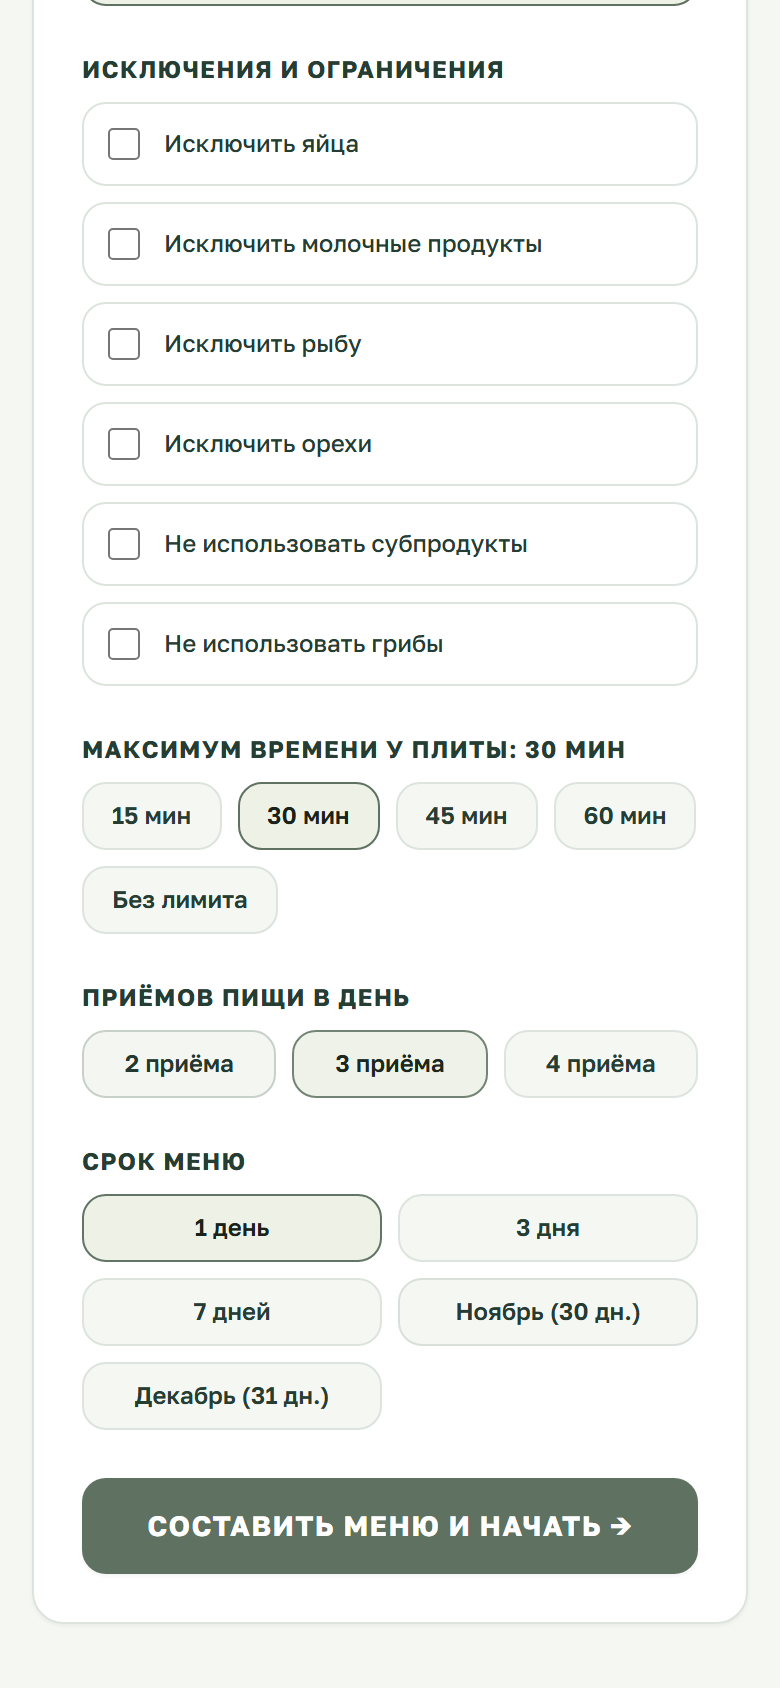 ИСКЛЮЧЕНИЯ И ОГРАНИЧЕНИЯ
Исключить яйца
Исключить молочные продукты
Исключить рыбу
Исключить орехи
Не использовать субпродукты
Не использовать грибы
МАКСИМУМ ВРЕМЕНИ У ПЛИТЫ: 30 МИН
15 мин 30 мин 45 мин 60 мин
Без лимита
ПРИЁМОВ ПИЩИ В ДЕНЬ
2 приёма 3 приёма 4 приёма
СРОК МЕНЮ
1 день 3 дня
7 дней Ноябрь (30 дн.)
Декабрь (31 дн.)
СОСТАВИТЬ МЕНЮ И НАЧАТЬ →